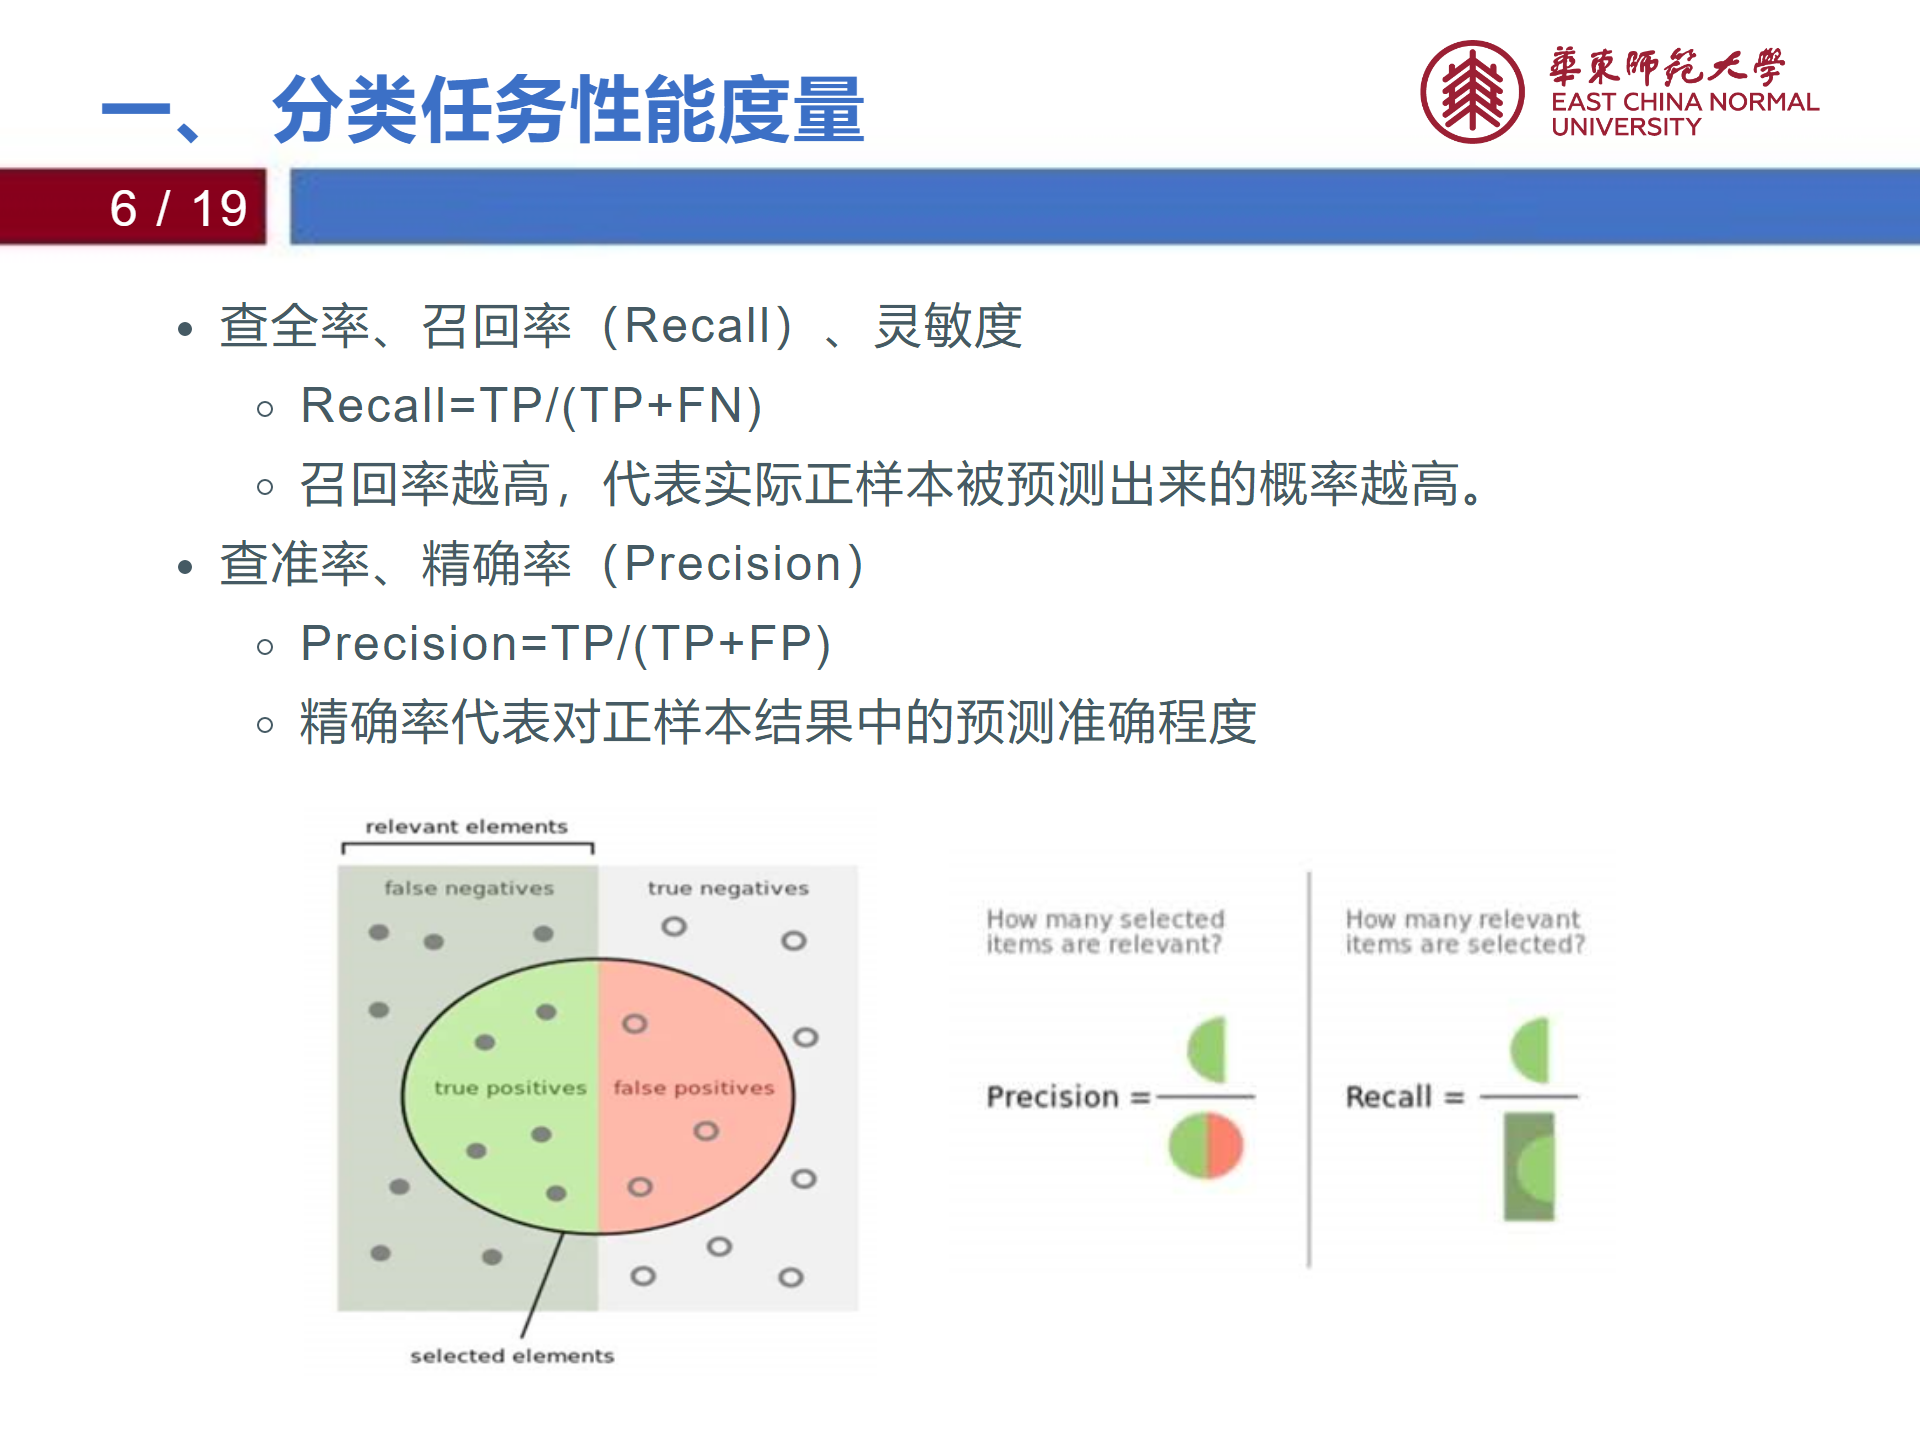 一、 分类任务性能度量
華東師範大學
EAST CHINA NORMAL
UNIVERSITY
6 / 19
• 查全率、召回率（Recall）、灵敏度
○ Recall=TP/(TP+FN)
○ 召回率越高，代表实际正样本被预测出来的概率越高。
• 查准率、精确率（Precision）
○ Precision=TP/(TP+FP)
○ 精确率代表对正样本结果中的预测准确程度
relevant elements
false negatives
true negatives
true positives
false positives
selected elements
How many selected
items are relevant?
Precision =
How many relevant
items are selected?
Recall =